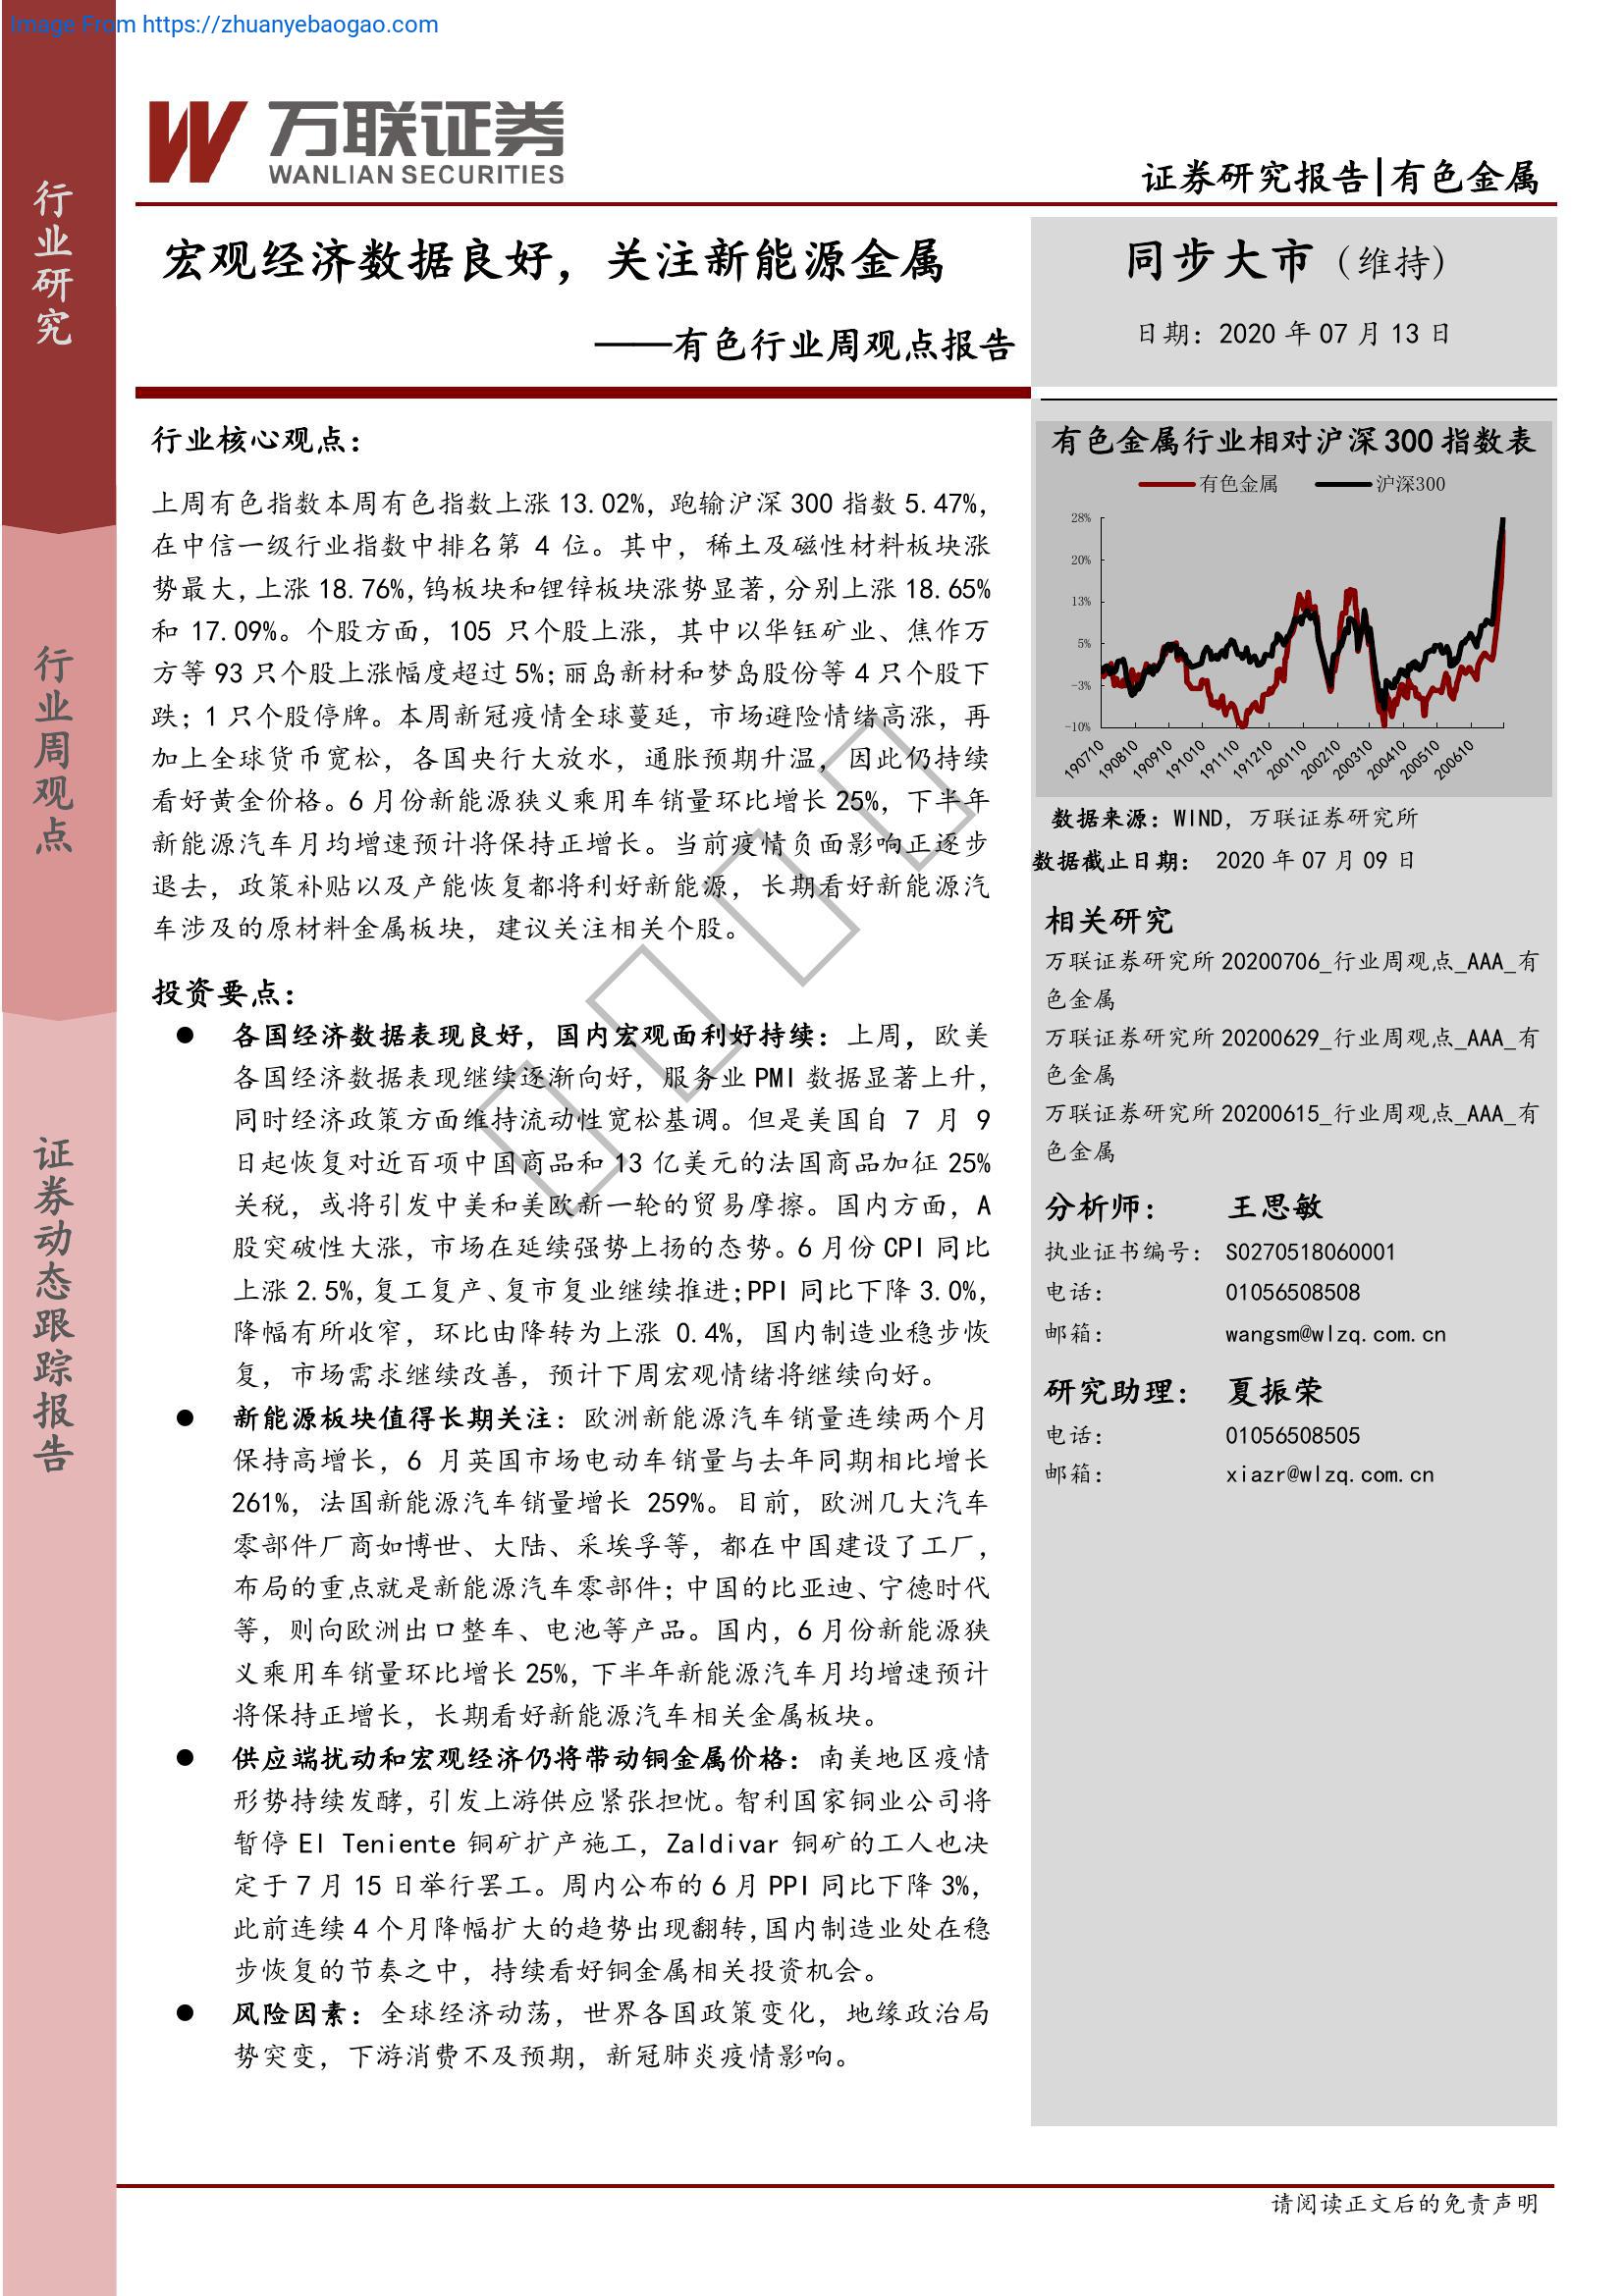 Image From https://zhuanyebaogao.com
万联证券
WANLIAN SECURITIES
证券研究报告|有色金属
行业研究
行业周观点
证券动态跟踪报告
宏观经济数据良好，关注新能源金属
——有色行业周观点报告
同步大市（维持）
日期：2020 年 07 月 13 日
行业核心观点：
上周有色指数本周有色指数上涨 13.02%，跑输沪深 300 指数 5.47%，
在中信一级行业指数中排名第 4 位。其中，稀土及磁性材料板块涨
势最大，上涨 18.76%，钨板块和锂锌板块涨势显著，分别上涨 18.65%
和 17.09%。个股方面，105 只个股上涨，其中以华钰矿业、焦作万
方等 93 只个股上涨幅度超过 5%；丽岛新材和梦岛股份等 4 只个股下
跌；1 只个股停牌。本周新冠疫情全球蔓延，市场避险情绪高涨，再
加上全球货币宽松，各国央行大放水，通胀预期升温，因此仍持续
看好黄金价格。6 月份新能源狭义乘用车销量环比增长 25%，下半年
新能源汽车月均增速预计将保持正增长。当前疫情负面影响正逐步
退去，政策补贴以及产能恢复都将利好新能源，长期看好新能源汽
车涉及的原材料金属板块，建议关注相关个股。
投资要点：
● 各国经济数据表现良好，国内宏观面利好持续：上周，欧美
各国经济数据表现继续逐渐向好，服务业 PMI 数据显著上升，
同时经济政策方面维持流动性宽松基调。但是美国自 7 月 9
日起恢复对近百项中国商品和 13 亿美元的法国商品加征 25%
关税，或将引发中美和美欧新一轮的贸易摩擦。国内方面，A
股突破性大涨，市场在延续强势上扬的态势。6 月份 CPI 同比
上涨 2.5%，复工复产、复市复业继续推进；PPI 同比下降 3.0%，
降幅有所收窄，环比由降转为上涨 0.4%，国内制造业稳步恢
复，市场需求继续改善，预计下周宏观情绪将继续向好。
● 新能源板块值得长期关注：欧洲新能源汽车销量连续两个月
保持高增长，6 月英国市场电动车销量与去年同期相比增长
261%，法国新能源汽车销量增长 259%。目前，欧洲几大汽车
零部件厂商如博世、大陆、采埃孚等，都在中国建设了工厂，
布局的重点就是新能源汽车零部件；中国的比亚迪、宁德时代
等，则向欧洲出口整车、电池等产品。国内，6 月份新能源狭
义乘用车销量环比增长 25%，下半年新能源汽车月均增速预计
将保持正增长，长期看好新能源汽车相关金属板块。
● 供应端扰动和宏观经济仍将带动铜金属价格：南美地区疫情
形势持续发酵，引发上游供应紧张担忧。智利国家铜业公司将
暂停 El Teniente 铜矿扩产施工，Zaldivar 铜矿的工人也决
定于 7 月 15 日举行罢工。周内公布的 6 月 PPI 同比下降 3%，
此前连续 4 个月降幅扩大的趋势出现翻转，国内制造业处在稳
步恢复的节奏之中，持续看好铜金属相关投资机会。
● 风险因素：全球经济动荡，世界各国政策变化，地缘政治局
势突变，下游消费不及预期，新冠肺炎疫情影响。
有色金属行业相对沪深 300 指数表
有色金属 沪深300
28%
20%
13%
5%
-3%
-10%
190710 190810 190910 191010 191110 191210 200110 200210 200310 200410 200510 200610
数据来源：WIND，万联证券研究所
数据截止日期： 2020 年 07 月 09 日
相关研究
万联证券研究所 20200706_行业周观点_AAA_有
色金属
万联证券研究所 20200629_行业周观点_AAA_有
色金属
万联证券研究所 20200615_行业周观点_AAA_有
色金属
分析师： 王思敏
执业证书编号： S0270518060001
电话： 01056508508
邮箱： wangsm@wlzq.com.cn
研究助理： 夏振荣
电话： 01056508505
邮箱： xiazr@wlzq.com.cn
请阅读正文后的免责声明